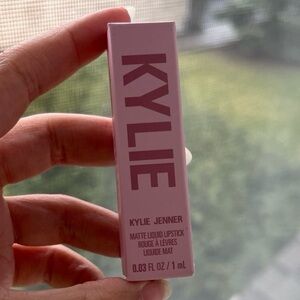 KYLIE
KYLIE JENNER
MATTE LIQUID LIPSTICK
ROUGE À LÈVRES
LIQUIDE MAT
0.03 FL OZ / 1 mL